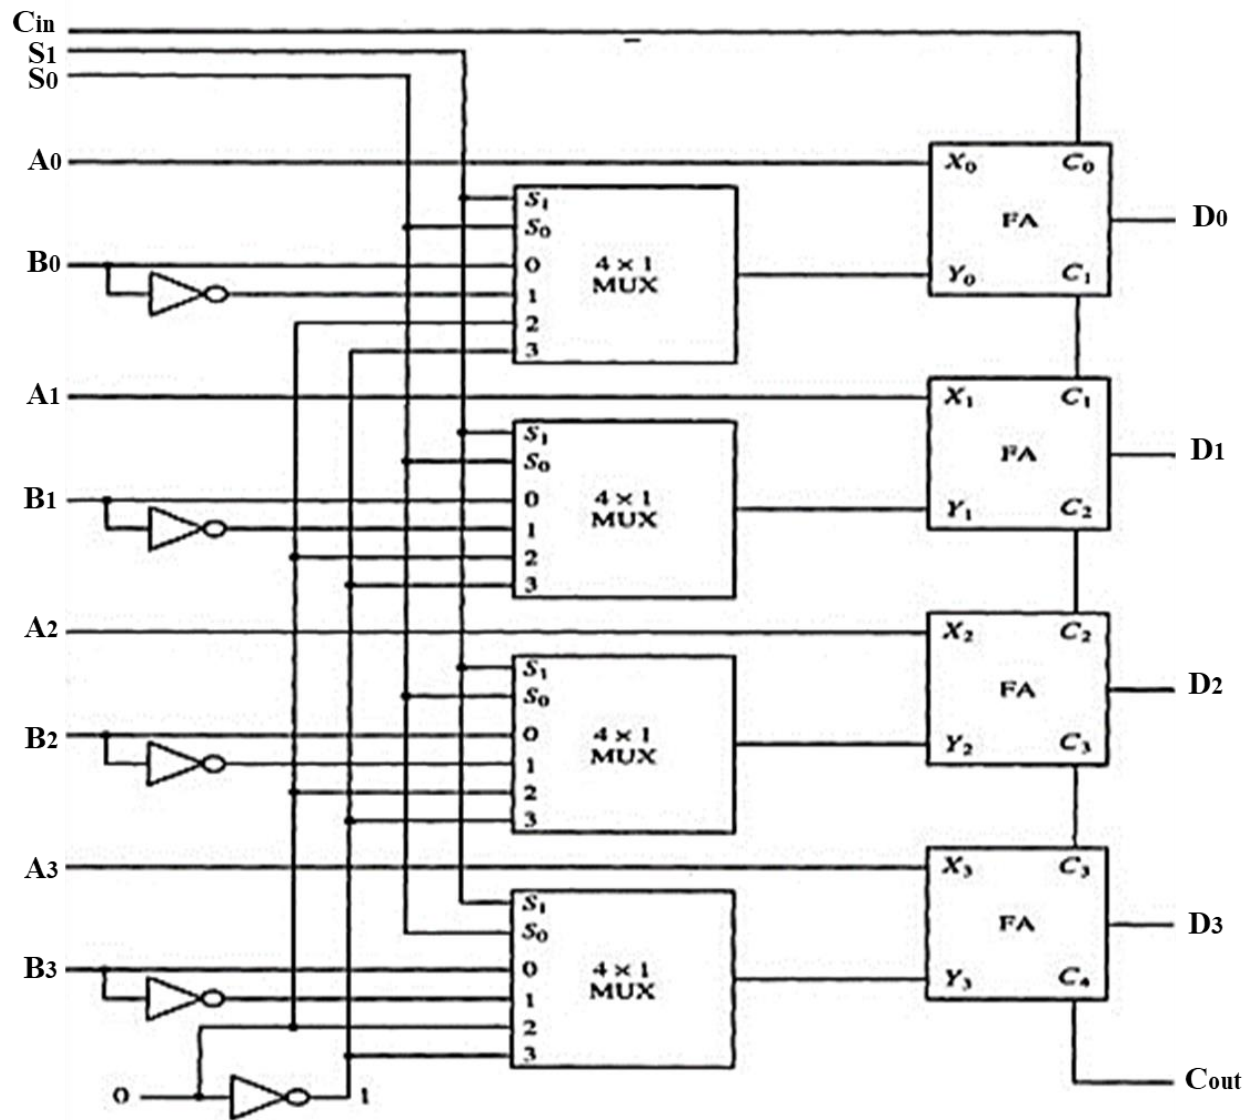 Cin
S1
S0
A0
X0 C0
S1
S0
FA
D0
B0
0
4 × 1
MUX
Y0 C1
1
2
3
A1
X1 C1
S1
S0
FA
D1
B1
0
4 × 1
MUX
Y1 C2
1
2
3
A2
X2 C2
S1
S0
FA
D2
B2
0
4 × 1
MUX
Y2 C3
1
2
3
A3
X3 C3
S1
S0
FA
D3
B3
0
4 × 1
MUX
Y3 C4
1
2
3
0 1
Cout